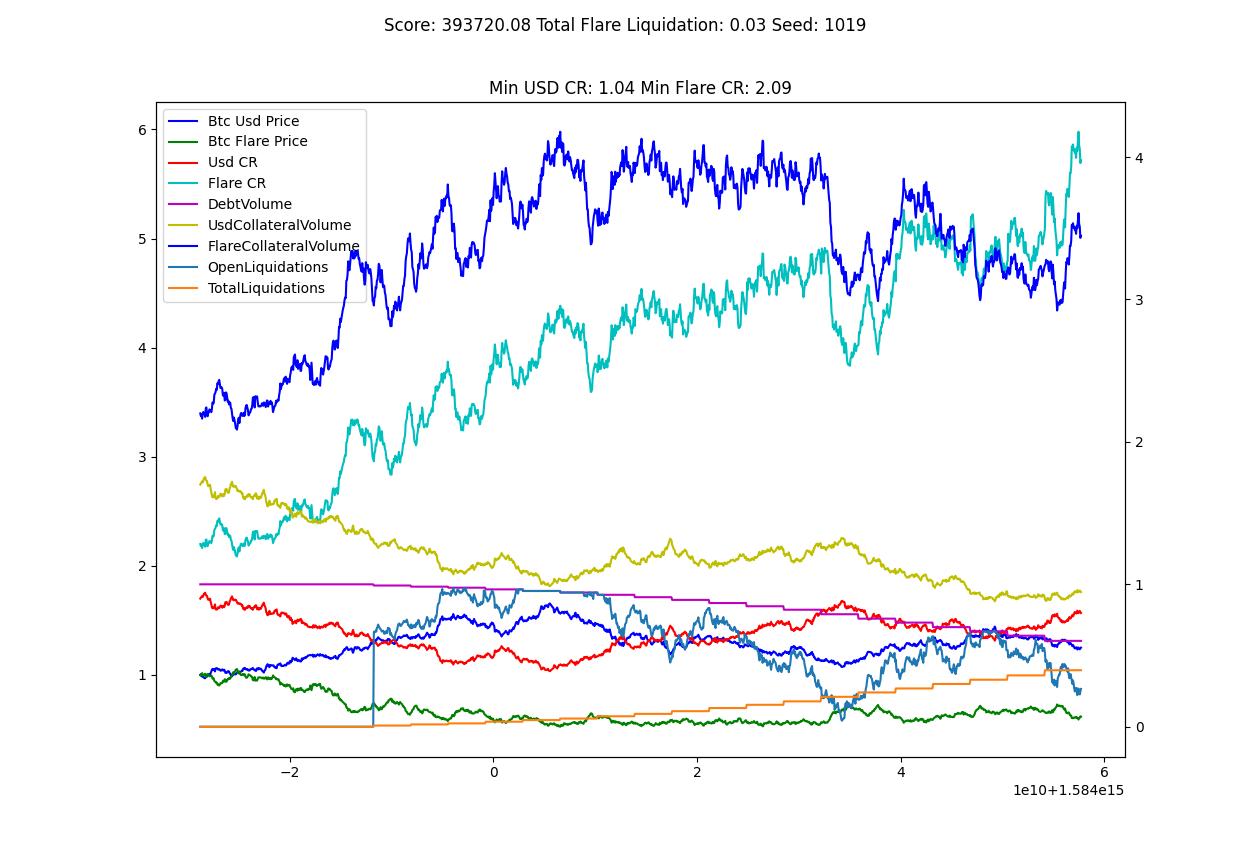 Score: 393720.08 Total Flare Liquidation: 0.03 Seed: 1019
Min USD CR: 1.04 Min Flare CR: 2.09
Btc Usd Price
Btc Flare Price
Usd CR
Flare CR
DebtVolume
UsdCollateralVolume
FlareCollateralVolume
OpenLiquidations
TotalLiquidations
6
5
4
3
2
1
4
3
2
1
0
−2
0
2
4
6
1e10+1.584e15